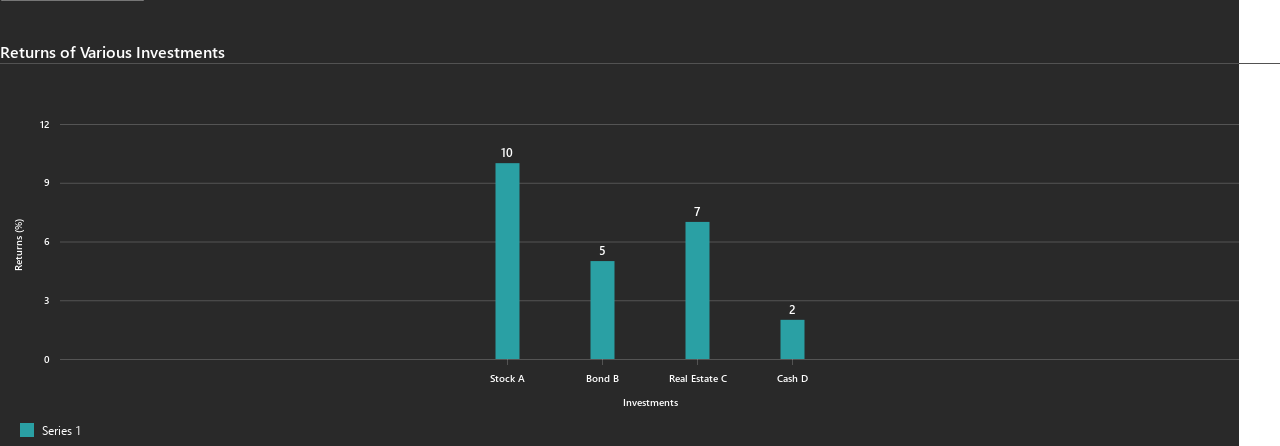 Returns of Various Investments
12
9
6
3
0
Returns (%)
10
5
7
2
Stock A
Bond B
Real Estate C
Cash D
Investments
Series 1